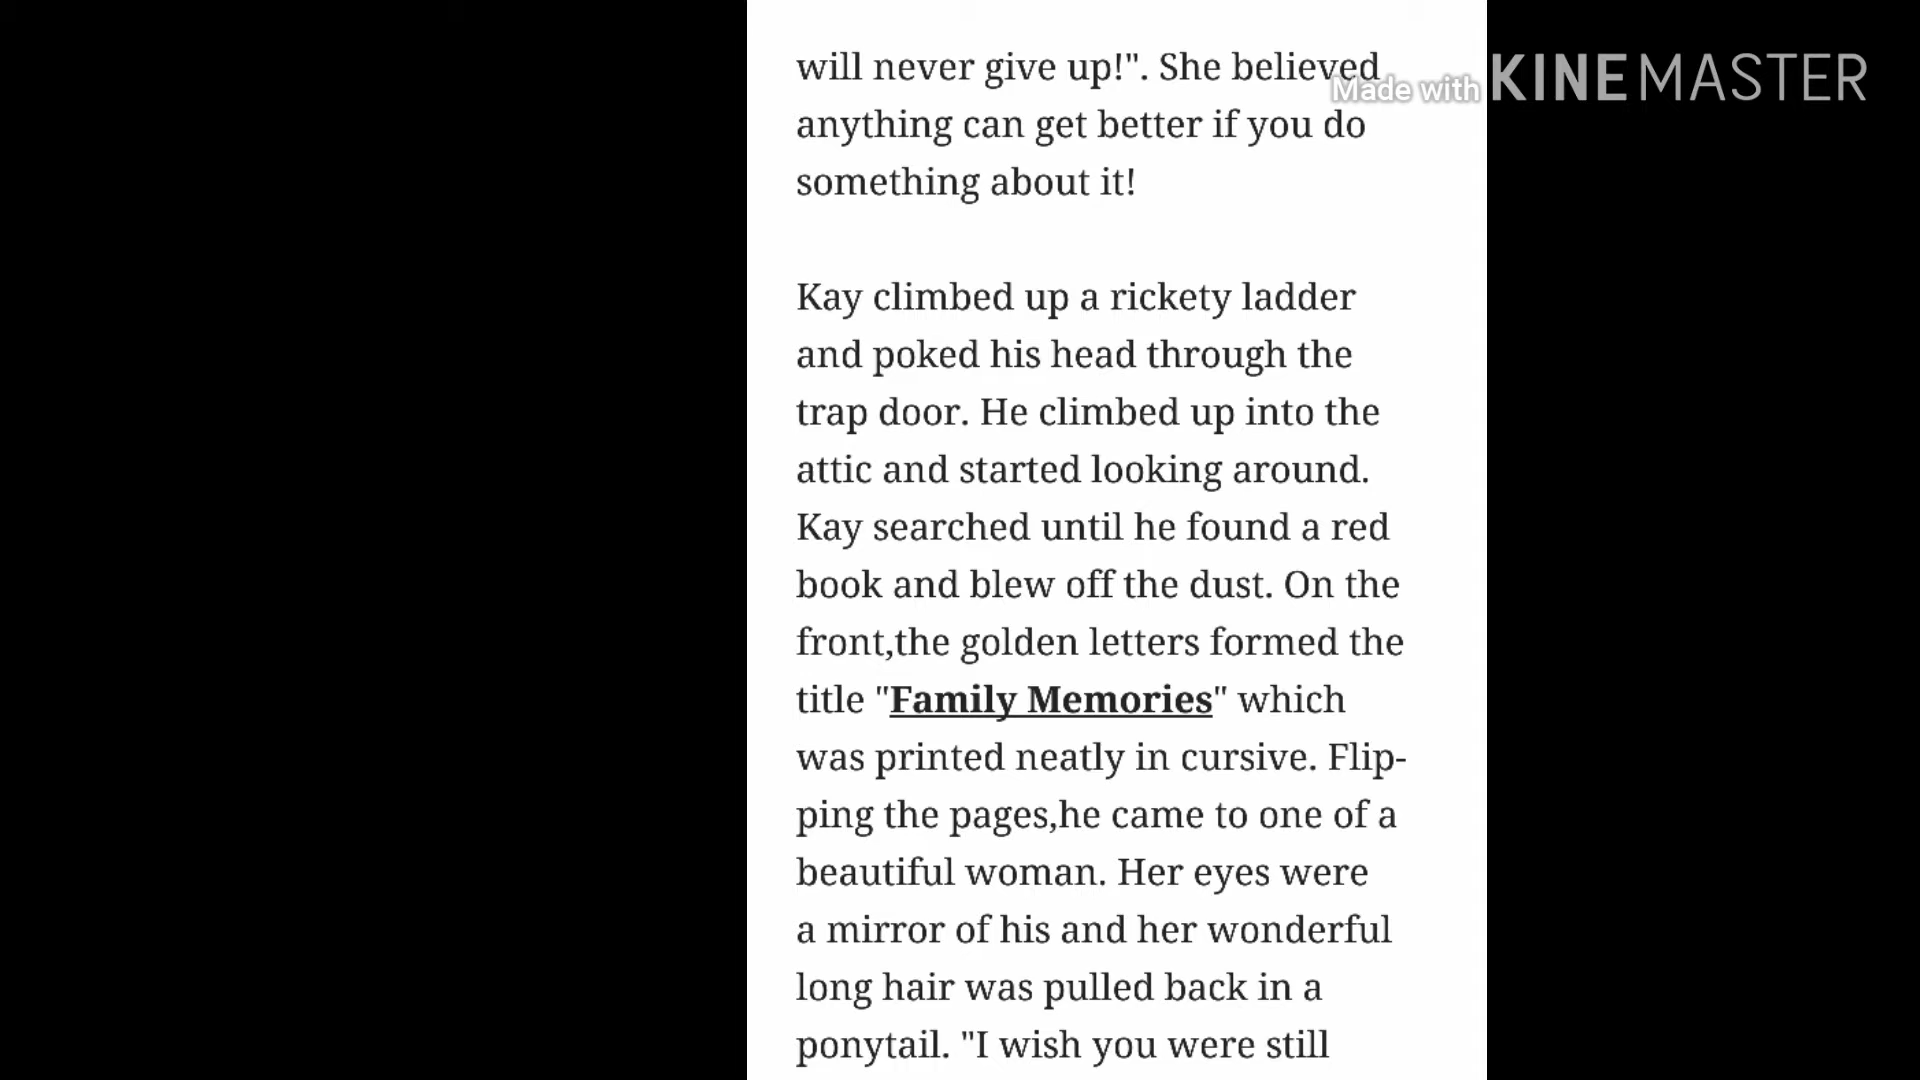 will never give up!". She believed
Made with KINEMASTER
anything can get better if you do
something about it!
Kay climbed up a rickety ladder
and poked his head through the
trap door. He climbed up into the
attic and started looking around.
Kay searched until he found a red
book and blew off the dust. On the
front,the golden letters formed the
title "Family Memories" which
was printed neatly in cursive. Flip-
ping the pages,he came to one of a
beautiful woman. Her eyes were
a mirror of his and her wonderful
long hair was pulled back in a
ponytail. "I wish you were still